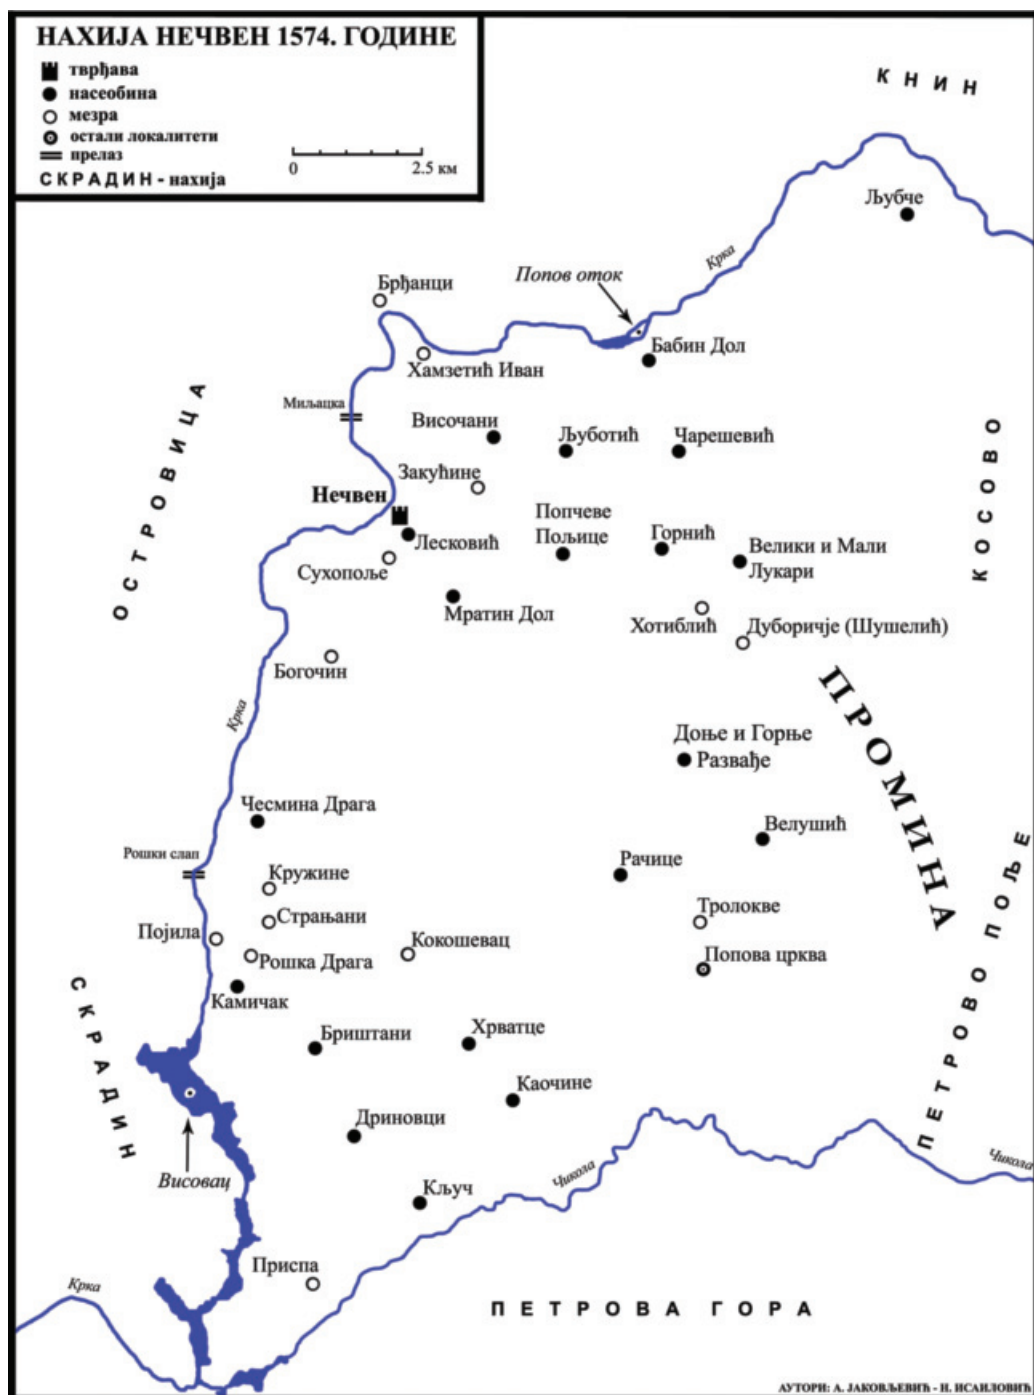 НАХИЈА НЕЧВЕН 1574. ГОДИНЕ
тврђава
насеобина
мезра
остали локалитети
прелаз
СКРАДИН - нахија
0 2.5 км
КНИН
Љубче
Крка
Попов оток
Брђанци
Бабин Дол
Хамзетић Иван
Миљацка
ОСТРОВИЦА
Височани
Љуботић
Чарешевић
КОСОВО
Закућине
Нечвен
Лесковић
Попчеве
Пољице
Горнић
Велики и Мали
Лукари
Сухопоље
Мратин Дол
Хотиблић
Дуборичје (Шушелић)
Богочин
Крка
ПРОМИНА
Доње и Горње
Развађе
Чесмина Драга
Велушић
Рошки слап
Кружине
Рачице
Страњани
Тролокве
Појила
Рошка Драга
Кокошевац
Попова црква
ПЕТРОВО ПОЉЕ
Камичак
СКРАДИН
Бриштани
Хрватце
Каочине
Дриновци
Висовац
Чикола
Чикола
Кључ
Приспа
Крка
ПЕТРОВА ГОРА
АУТОРИ: А. ЈАКОВЉЕВИЋ - Н. ИСАИЛОВИЋ